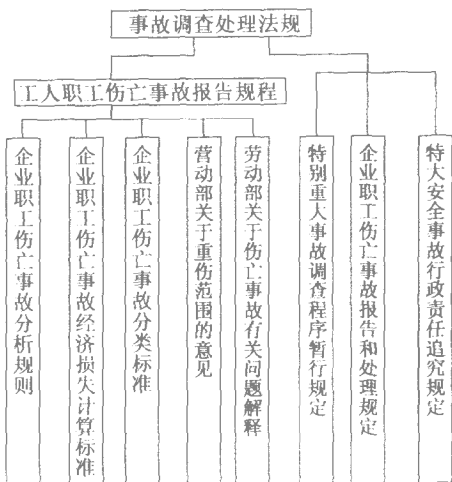 事故调查处理法规
工人职工伤亡事故报告规程
企业职工伤亡事故分析规则
企业职工伤亡事故经济损失计算标准
企业职工伤亡事故分类标准
营动部关于重伤范围的意见
劳动部关于伤亡事故有关问题解释
特别重大事故调查程序暂行规定
企业职工伤亡事故报告和处理规定
特大安全事故行政责任追究规定